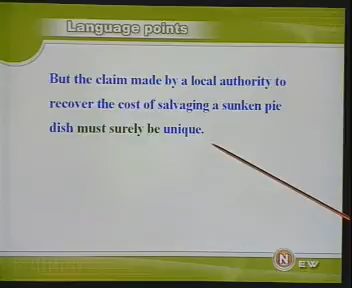 Language points
But the claim made by a local authority to
recover the cost of salvaging a sunken pie
dish must surely be unique.
N EW